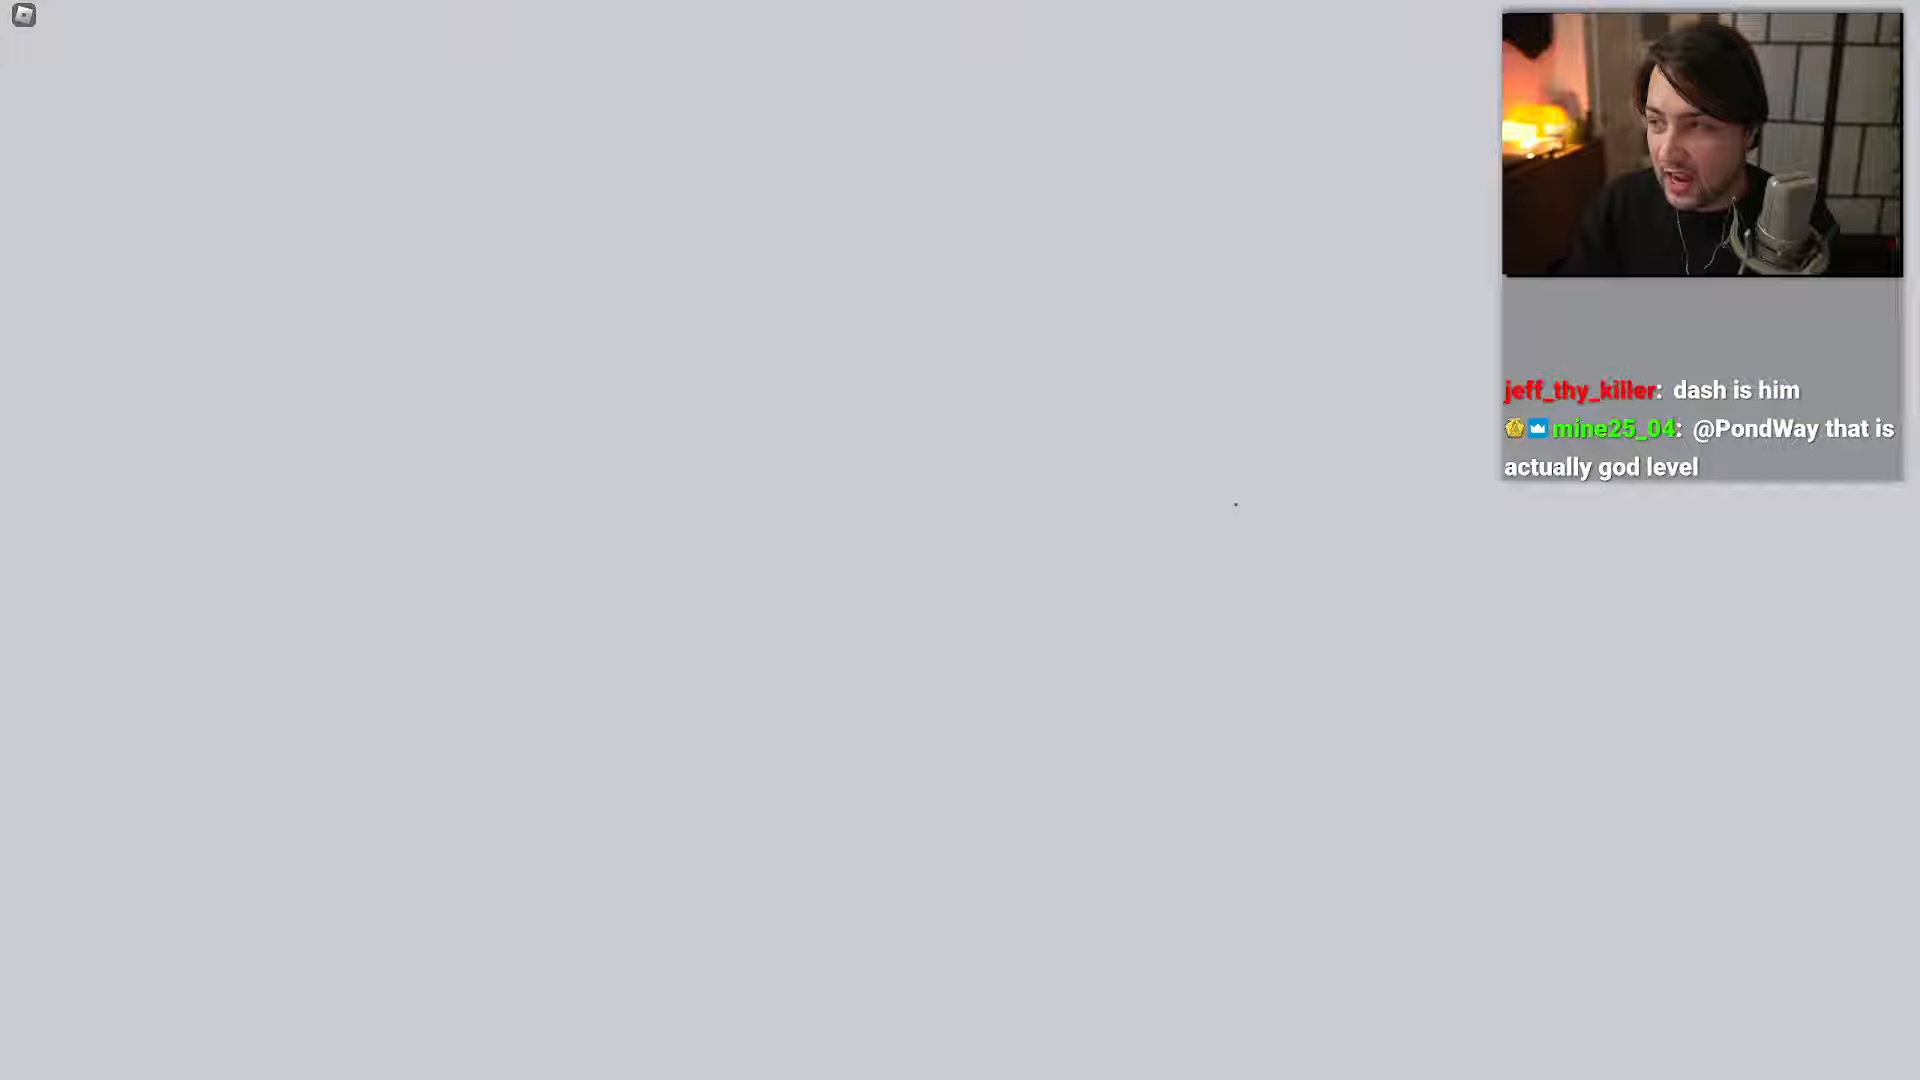 jeff_thy_killer: dash is him
mine25_04: @PondWay that is
actually god level